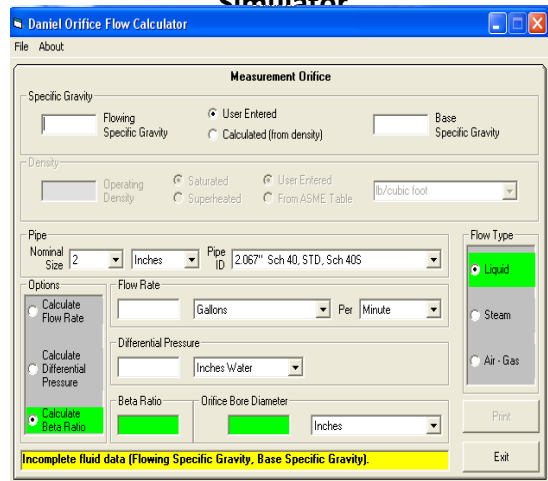 Simulator
Daniel Orifice Flow Calculator
File About
Measurement Orifice
Specific Gravity
Flowing Specific Gravity
User Entered
Calculated (from density)
Base Specific Gravity
Density
Operating Density
Saturated
Superheated
User Entered
From ASME Table
lb/cubic foot
Pipe
Nominal Size 2 Inches Pipe ID 2.067" Sch 40, STD, Sch 40S
Flow Type
Liquid
Steam
Air - Gas
Options
Calculate Flow Rate
Calculate Differential Pressure
Calculate Beta Ratio
Flow Rate
Gallons Per Minute
Differential Pressure
Inches Water
Beta Ratio
Orifice Bore Diameter
Inches
Print
Exit
Incomplete fluid data (Flowing Specific Gravity, Base Specific Gravity).